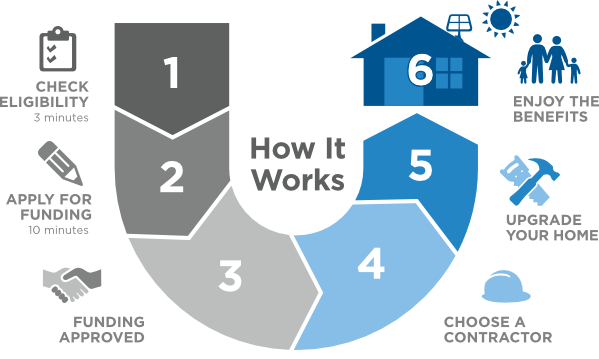 1
CHECK
ELIGIBILITY
3 minutes
2
APPLY FOR
FUNDING
10 minutes
3
FUNDING
APPROVED
How It
Works
4
CHOOSE A
CONTRACTOR
5
UPGRADE
YOUR HOME
6
ENJOY THE
BENEFITS